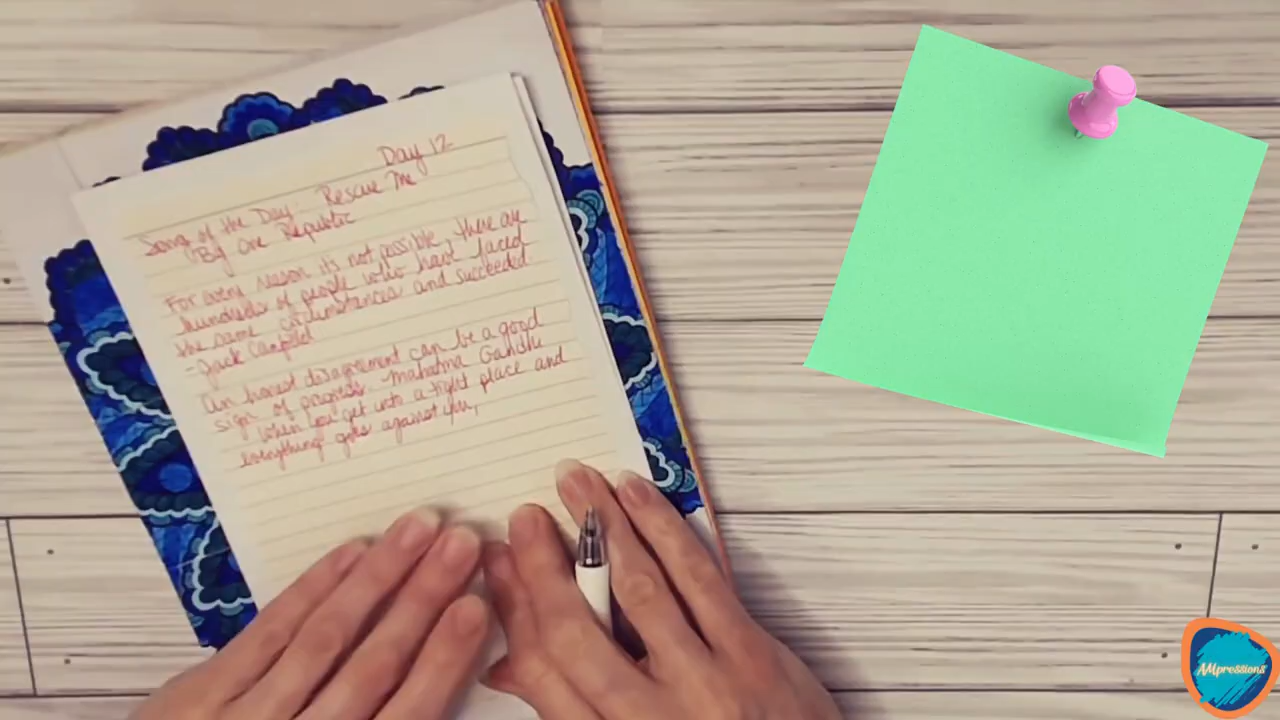 Day 12
Song of the Day: Rescue Me
By One Republic
For every reason it's not possible, there are
hundreds of people who have faced
the same circumstances and succeeded.
-Jack Canfield
An honest disagreement can be a good
sign of progress. Mahatma Gandhi
When you get into a tight place and
everything goes against you,
AMpressions